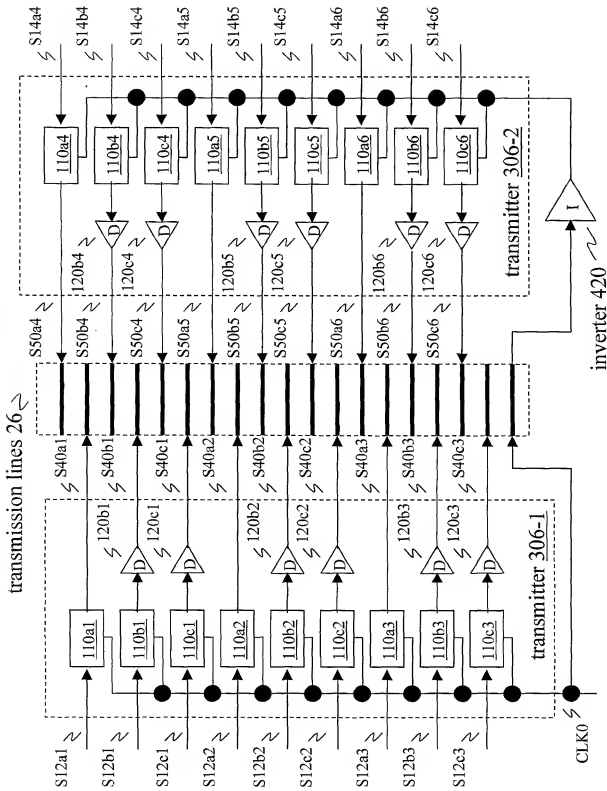 S14a4
S14b4
S14c4
S14a5
S14b5
S14c5
S14a6
S14b6
S14c6
110a4
110b4
110c4
110a5
110b5
110c5
110a6
110b6
110c6
D
D
D
D
D
D
120b4
120c4
120b5
120c5
120b6
120c6
transmitter 306-2
I
inverter 420
S50a4
S50b4
S50c4
S50a5
S50b5
S50c5
S50a6
S50b6
S50c6
transmission lines 26
S40a1
S40b1
S40c1
S40a2
S40b2
S40c2
S40a3
S40b3
S40c3
120b1
120c1
120b2
120c2
120b3
120c3
D
D
D
D
D
D
110a1
110b1
110c1
110a2
110b2
110c2
110a3
110b3
110c3
transmitter 306-1
S12a1
S12b1
S12c1
S12a2
S12b2
S12c2
S12a3
S12b3
S12c3
CLK0